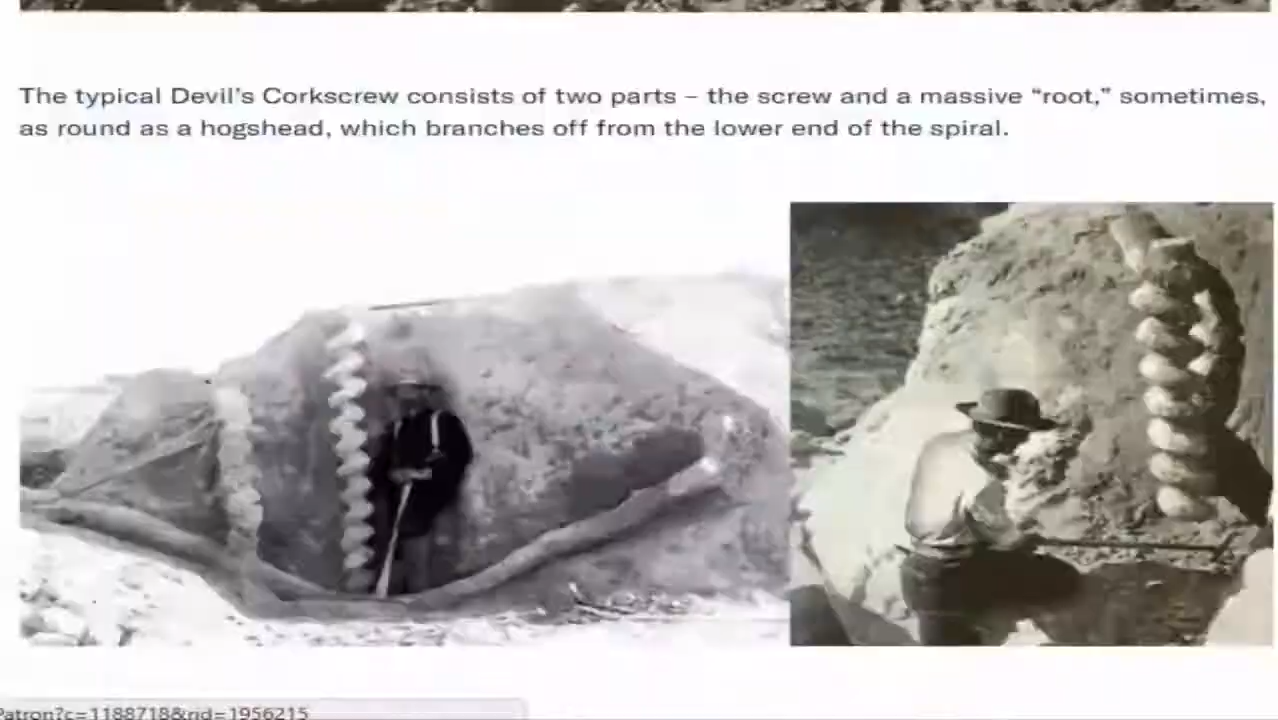 The typical Devil's Corkscrew consists of two parts – the screw and a massive “root,” sometimes,
as round as a hogshead, which branches off from the lower end of the spiral.
Patron?c=1188718&rid=1956215